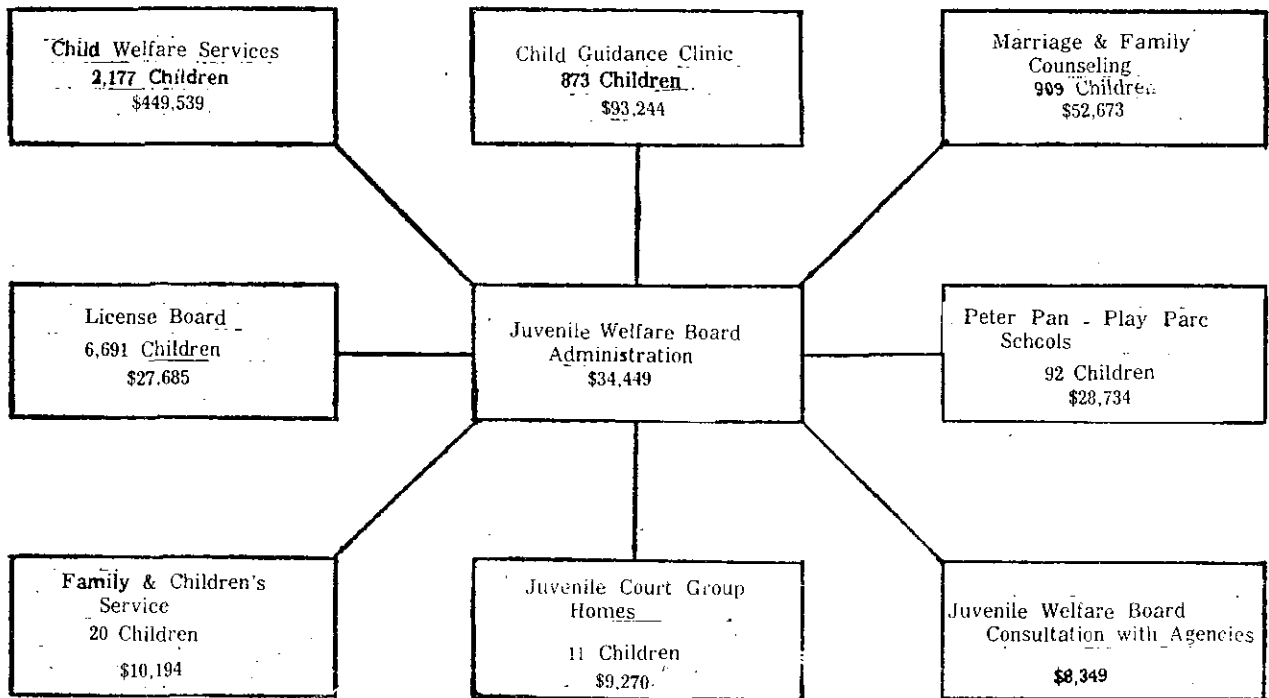 Child Welfare Services
2,177 Children
$449,539
Child Guidance Clinic
873 Children
$93,244
Marriage & Family
Counseling
909 Children
$52,673
License Board
6,691 Children
$27,685
Juvenile Welfare Board
Administration
$34,449
Peter Pan - Play Parc
Schools
92 Children
$28,734
Family & Children's
Service
20 Children
$10,194
Juvenile Court Group
Homes
11 Children
$9,270
Juvenile Welfare Board
Consultation with Agencies
$8,349